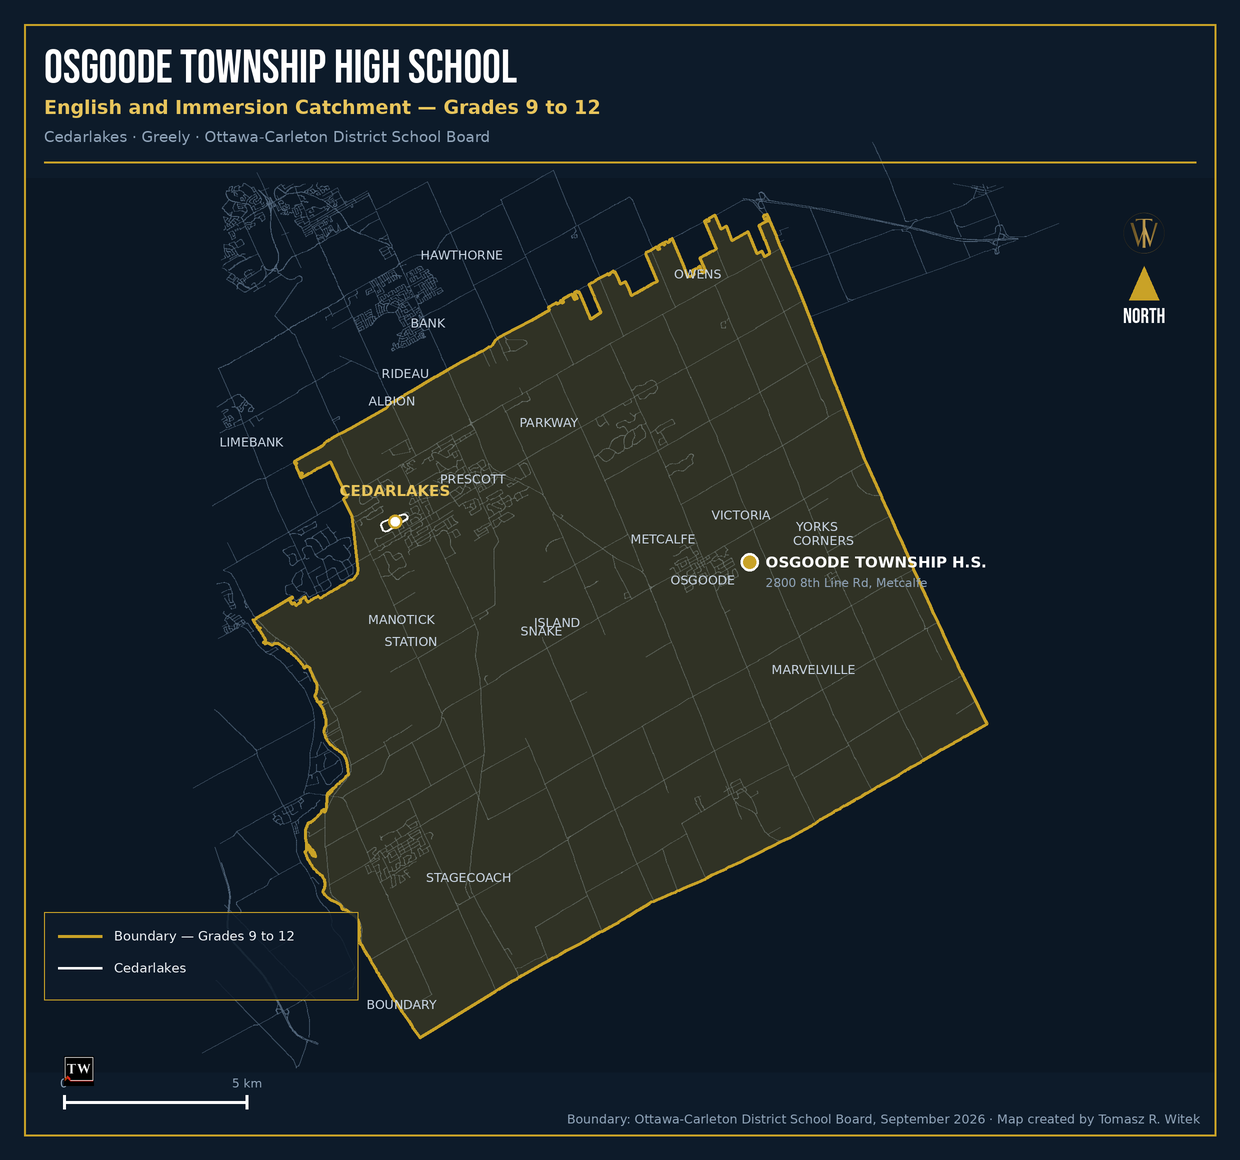 OSGOODE TOWNSHIP HIGH SCHOOL
English and Immersion Catchment — Grades 9 to 12
Cedarlakes · Greely · Ottawa-Carleton District School Board
HAWTHORNE
OWENS
NORTH
BANK
RIDEAU
ALBION
PARKWAY
LIMEBANK
PRESCOTT
CEDARLAKES
VICTORIA
YORKS
CORNERS
METCALFE
OSGOODE TOWNSHIP H.S.
OSGOODE
2800 8th Line Rd, Metcalfe
MANOTICK
STATION
ISLAND
SNAKE
MARVELVILLE
STAGECOACH
Boundary — Grades 9 to 12
Cedarlakes
BOUNDARY
TW
0
5 km
Boundary: Ottawa-Carleton District School Board, September 2026 · Map created by Tomasz R. Witek